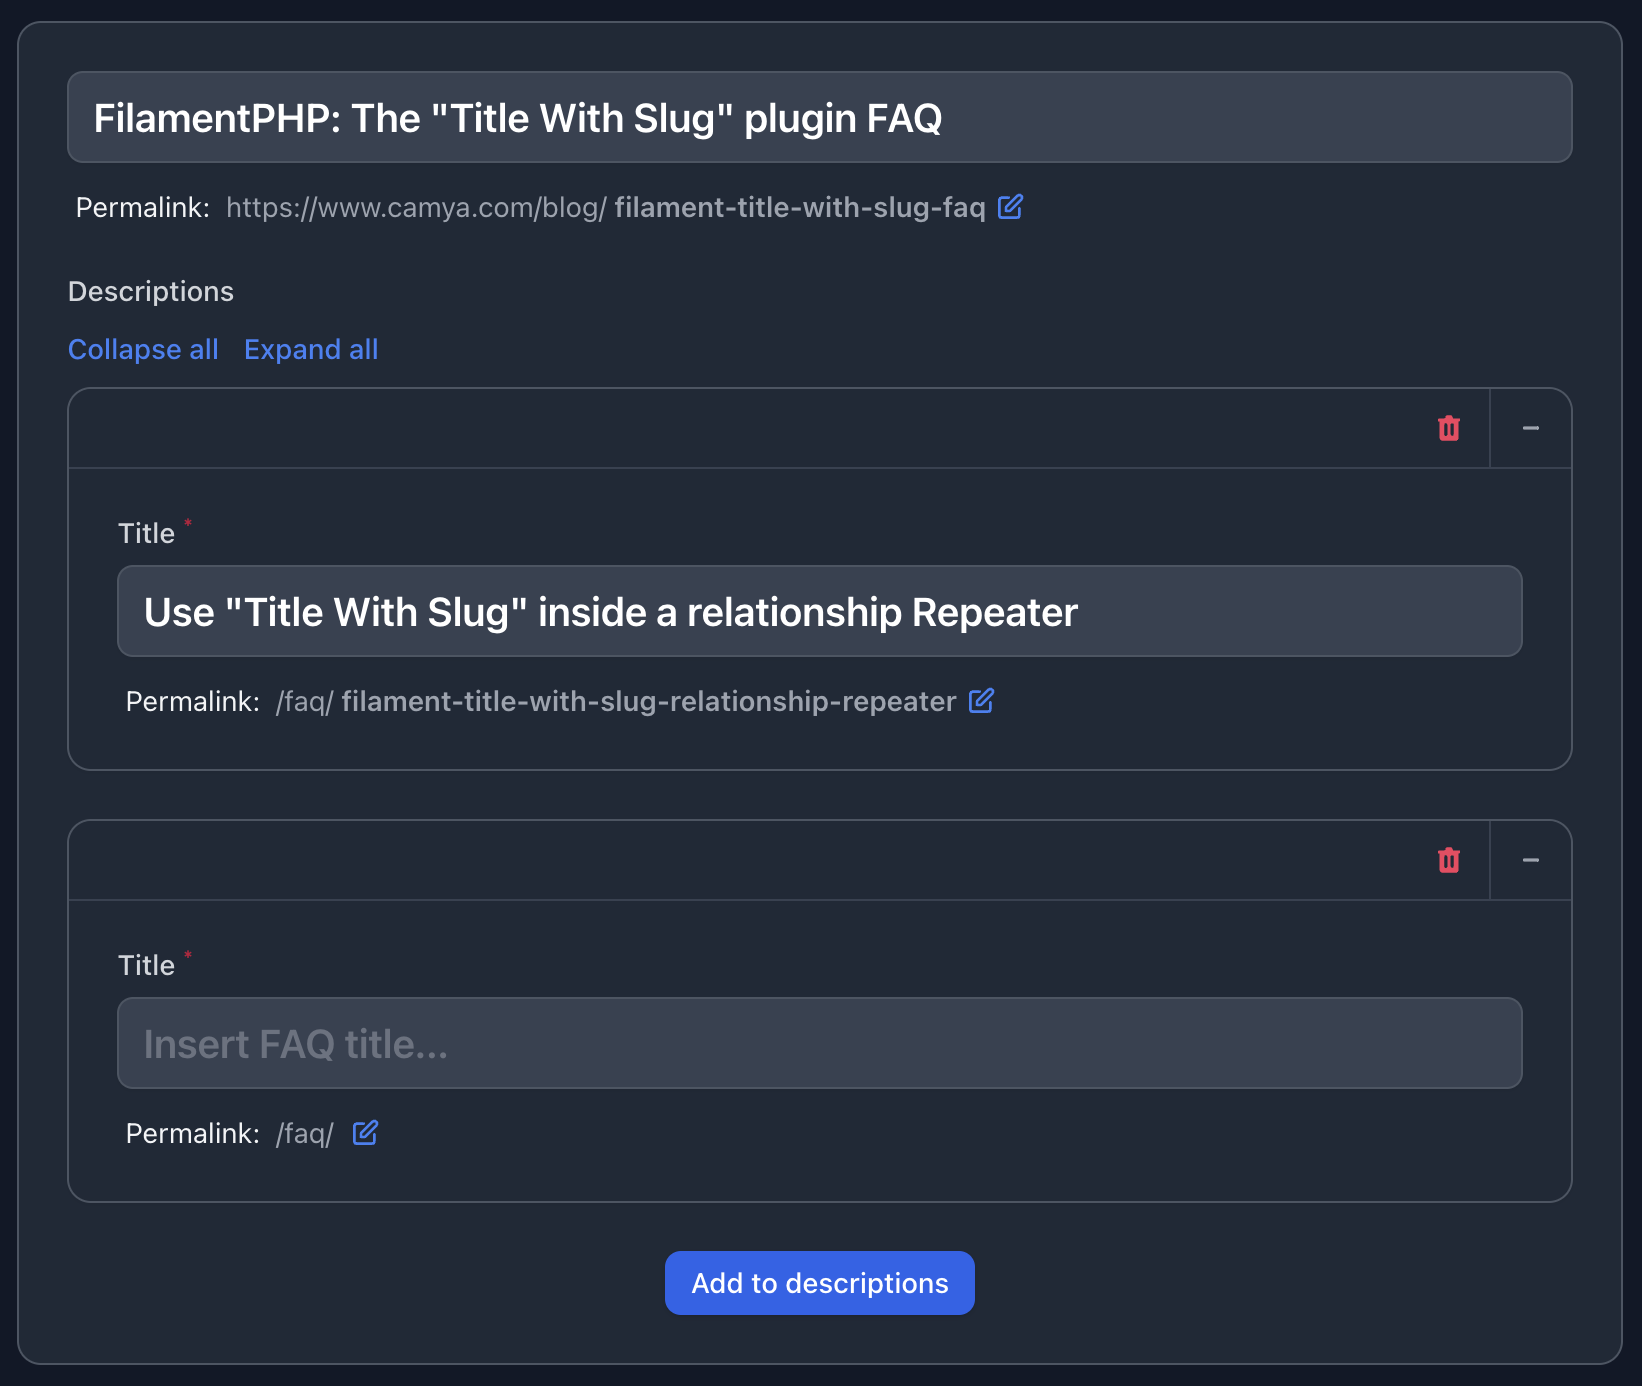 FilamentPHP: The "Title With Slug" plugin FAQ
Permalink: https://www.camya.com/blog/ filament-title-with-slug-faq
Descriptions
Collapse all Expand all
Title *
Use "Title With Slug" inside a relationship Repeater
Permalink: /faq/ filament-title-with-slug-relationship-repeater
Title *
Insert FAQ title...
Permalink: /faq/
Add to descriptions